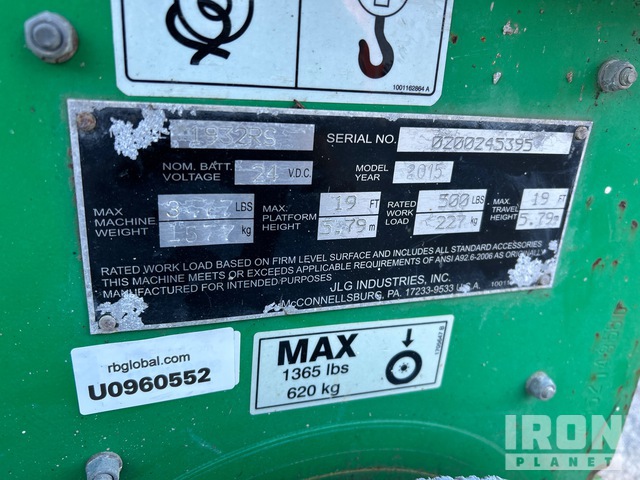 1001162864 A
1932RS SERIAL NO. 0200245395
NOM. BATT. VOLTAGE 24 V.D.C. MODEL YEAR 2015
MAX MACHINE WEIGHT LBS kg MAX. PLATFORM HEIGHT 19 FT 5.79 m RATED WORK LOAD 500 LBS 227 kg MAX. TRAVEL HEIGHT 19 FT 5.79 m
RATED WORK LOAD BASED ON FIRM LEVEL SURFACE AND INCLUDES ALL STANDARD ACCESSORIES
THIS MACHINE MEETS OR EXCEEDS APPLICABLE REQUIREMENTS OF ANSI A92.6-2006 AS
MANUFACTURED FOR INTENDED PURPOSES
JLG INDUSTRIES, INC.
McCONNELLSBURG, PA. 17233-9533 U.S.A.
rbglobal.com
U0960552
MAX
1365 lbs
620 kg
1705647 B
IRON
PLANET